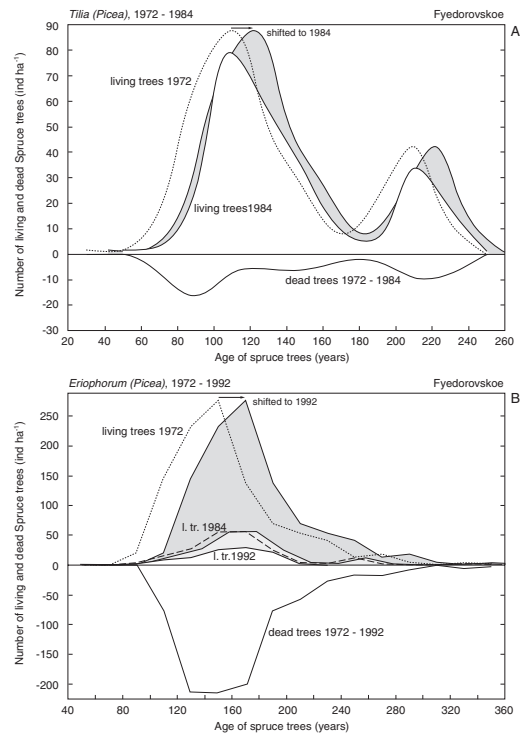 Tilia (Picea), 1972 - 1984 Fyedorovskoe
A
Number of living and dead Spruce trees (ind ha-1)
90
80
70
60
50
40
30
20
10
0
-10
-20
-30
shifted to 1984
living trees 1972
living trees1984
dead trees 1972 - 1984
20 40 60 80 100 120 140 160 180 200 220 240 260
Age of spruce trees (years)
Eriophorum (Picea), 1972 - 1992 Fyedorovskoe
B
Number of living and dead Spruce trees (ind ha-1)
250
200
150
100
50
0
-50
-100
-150
-200
shifted to 1992
living trees 1972
l. tr. 1984
l. tr.1992
dead trees 1972 - 1992
40 80 120 160 200 240 280 320 360
Age of spruce trees (years)